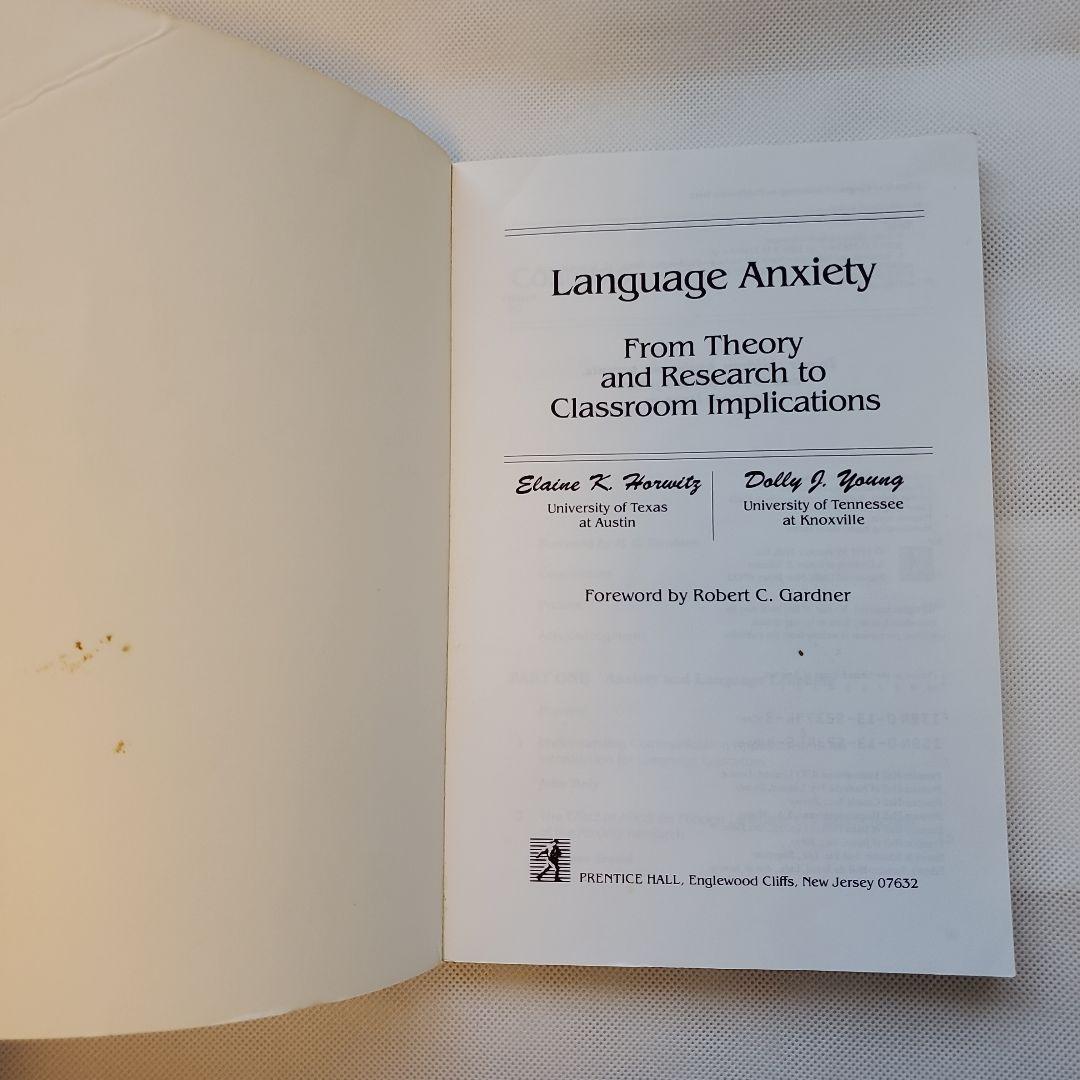 Language Anxiety
From Theory
and Research to
Classroom Implications
Elaine K. Horwitz
University of Texas
at Austin
Dolly J. Young
University of Tennessee
at Knoxville
Foreword by Robert C. Gardner
PRENTICE HALL, Englewood Cliffs, New Jersey 07632